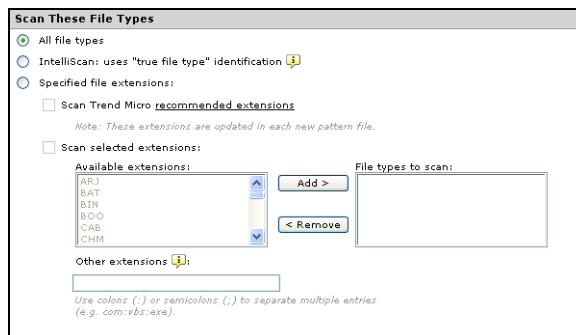 Scan These File Types
All file types
IntelliScan: uses "true file type" identification
Specified file extensions:
Scan Trend Micro recommended extensions
Note: These extensions are updated in each new pattern file.
Scan selected extensions:
Available extensions:
ARJ
BAT
BIN
BOO
CAB
CHM
Add >
< Remove
File types to scan:
Other extensions :
Use colons (:) or semicolons (;) to separate multiple entries
(e.g. com:vbs:exe).